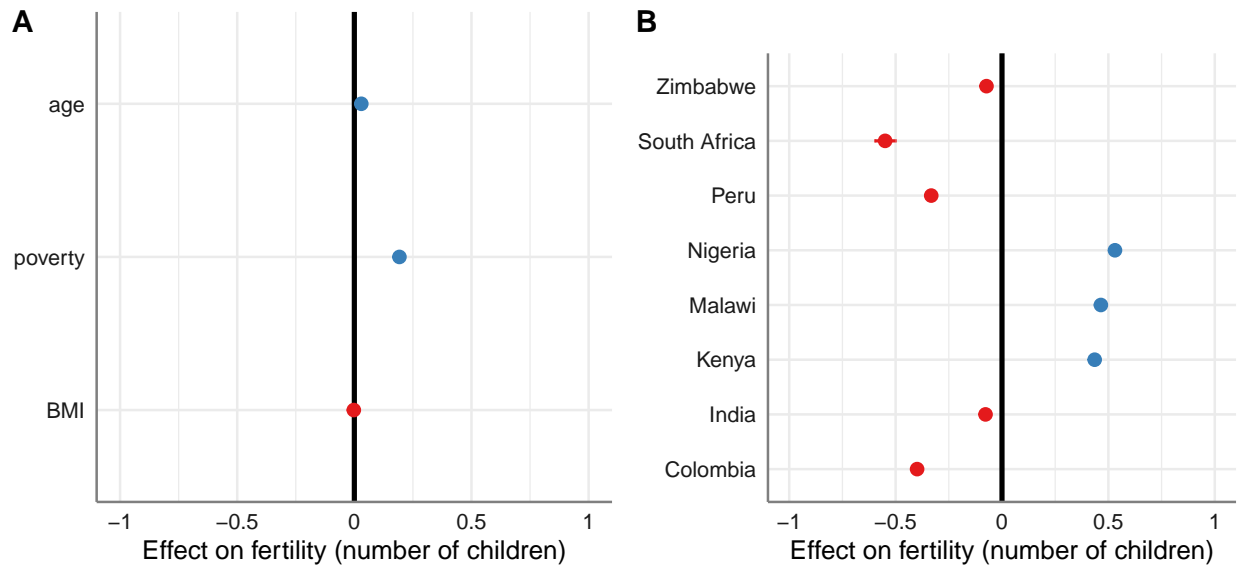 A
age
poverty
BMI
−1
−0.5
0
0.5
1
Effect on fertility (number of children)
B
Zimbabwe
South Africa
Peru
Nigeria
Malawi
Kenya
India
Colombia
−1
−0.5
0
0.5
1
Effect on fertility (number of children)